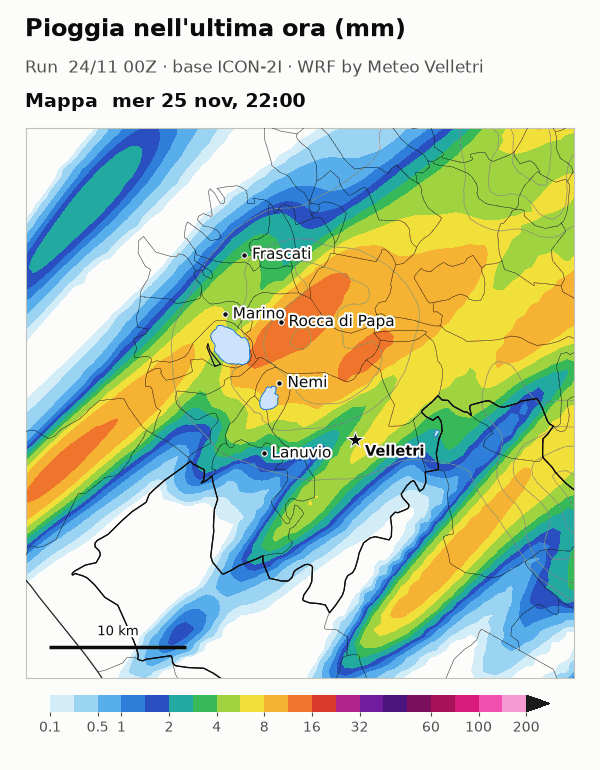 Pioggia nell'ultima ora (mm)
Run 24/11 00Z · base ICON-2I · WRF by Meteo Velletri
Mappa mer 25 nov, 22:00
Frascati
Marino
Rocca di Papa
Nemi
Velletri
Lanuvio
10 km
0.1 0.5 1 2 4 8 16 32 60 100 200